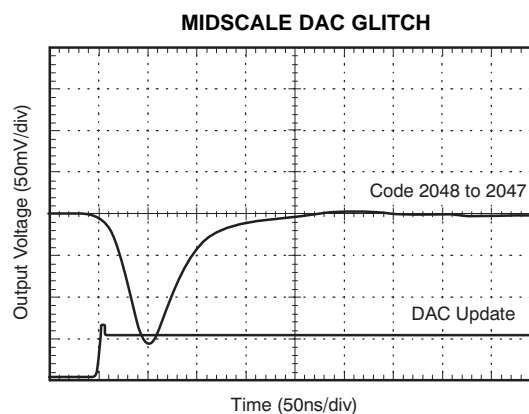 MIDSCALE DAC GLITCH
Output Voltage (50mV/div)
Code 2048 to 2047
DAC Update
Time (50ns/div)